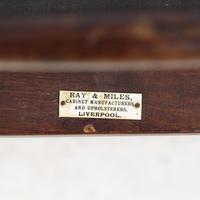 RAY & MILES,
CABINET MANUFACTURERS
AND UPHOLSTERERS,
LIVERPOOL.